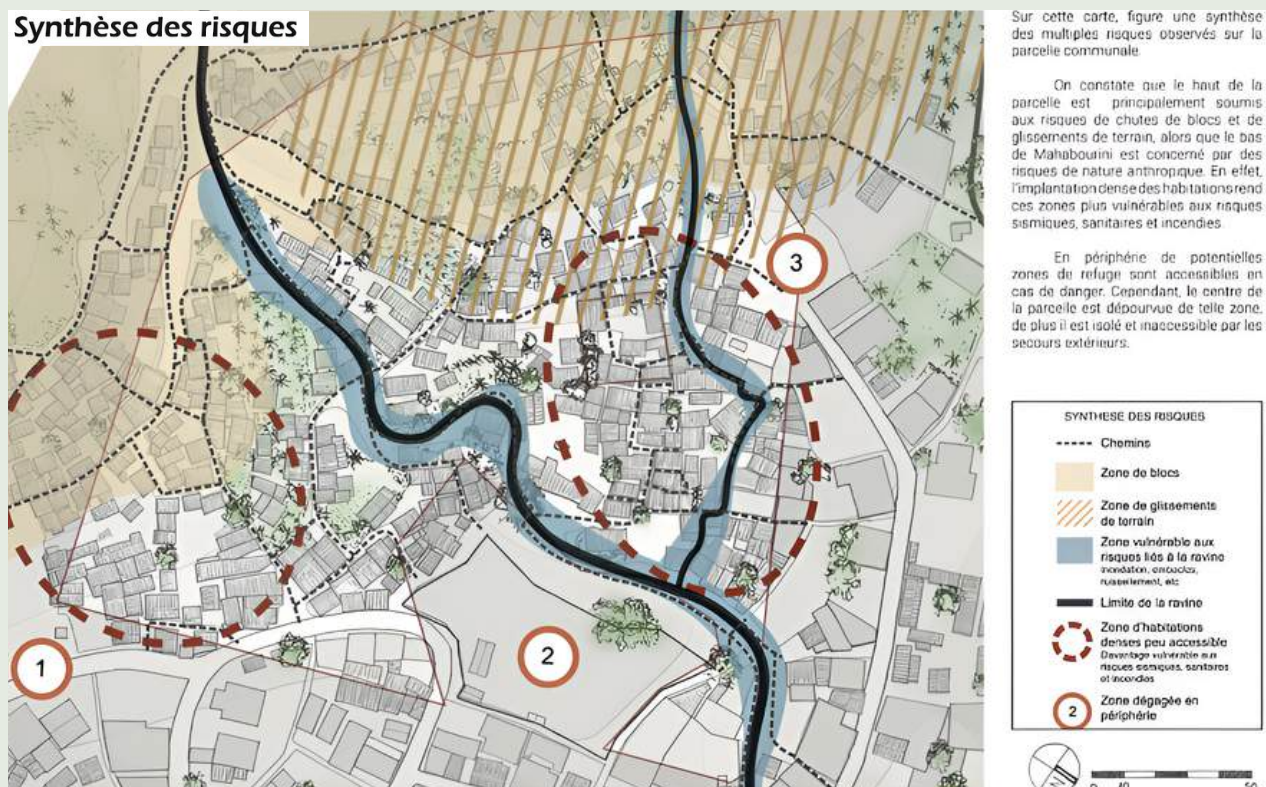 Synthèse des risques
Sur cette carte, figure une synthèse
des multiples risques observés sur la
parcelle communale.
On constate que le haut de la
parcelle est principalement soumis
aux risques de chutes de blocs et de
glissements de terrain, alors que le bas
de Mahabourini est concerné par des
risques de nature anthropique. En effet,
l'implantation dense des habitations rend
ces zones plus vulnérables aux risques
sismiques, sanitaires et incendies
En périphérie de potentielles
zones de refuge sont accessibles en
cas de danger. Cependant, le centre de
la parcelle est dépourvue de telle zone,
de plus il est isolé et inaccessible par les
secours extérieurs.
3
2
1
SYNTHESE DES RISQUES
Chemins
Zone de blocs
Zone de glissements
de terrain
Zone vulnérable aux
risques liés à la ravine
inondation, embacles,
ruissellement, etc
Limite de la ravine
Zone d'habitations
denses peu accessible
Davantage vulnérable aux
risques sismiques, sanitaires
et incendies
2
Zone dégagée en
périphérie
N
0 10 50